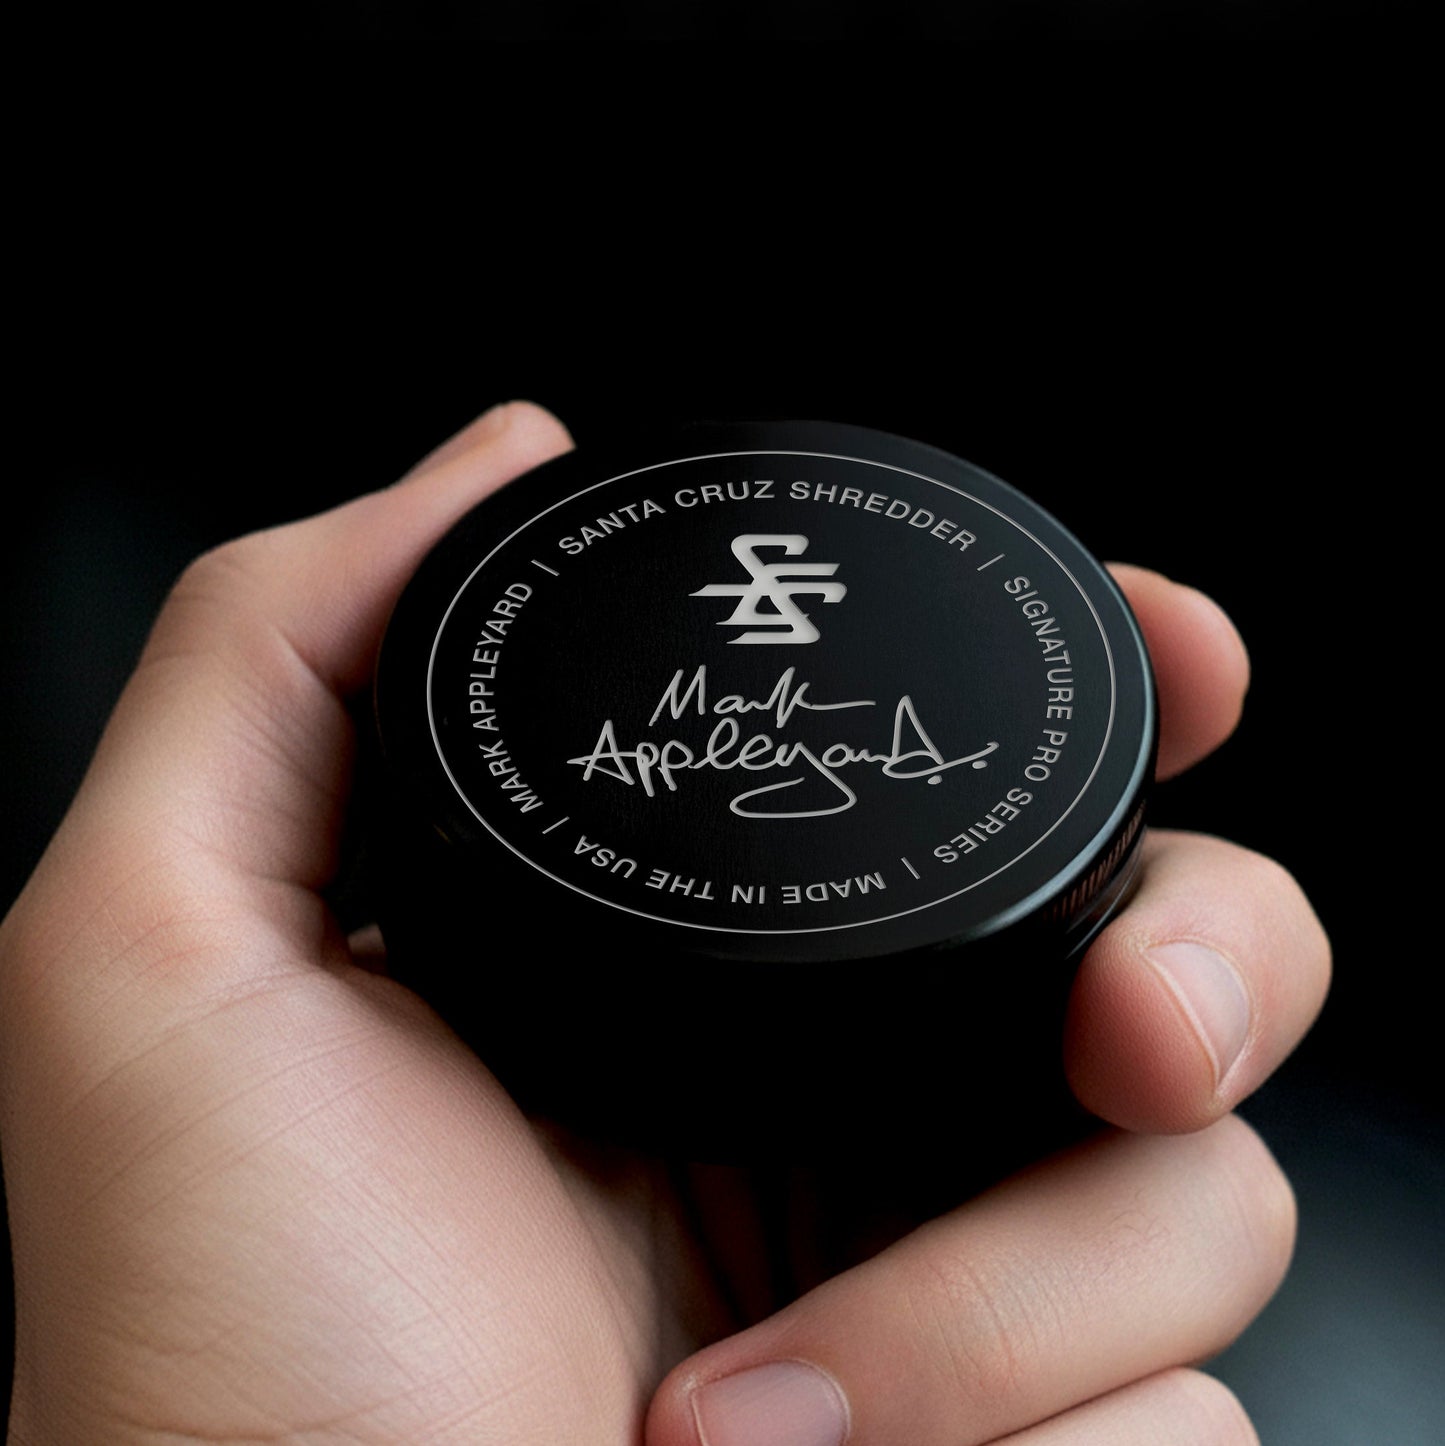 SANTA CRUZ SHREDDER | SIGNATURE PRO SERIES | MADE IN THE USA | MARK APPLEYARD |
Mark
Appleyard